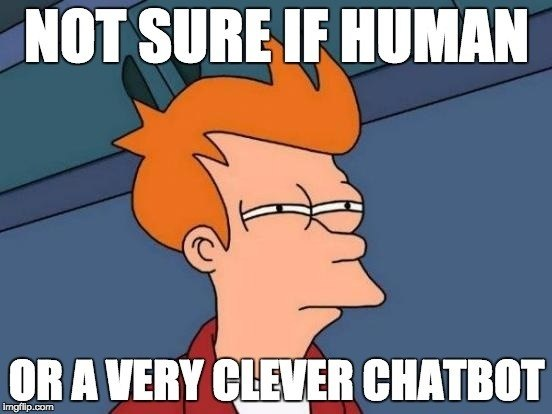 NOT SURE IF HUMAN
OR A VERY CLEVER CHATBOT
imgflip.com